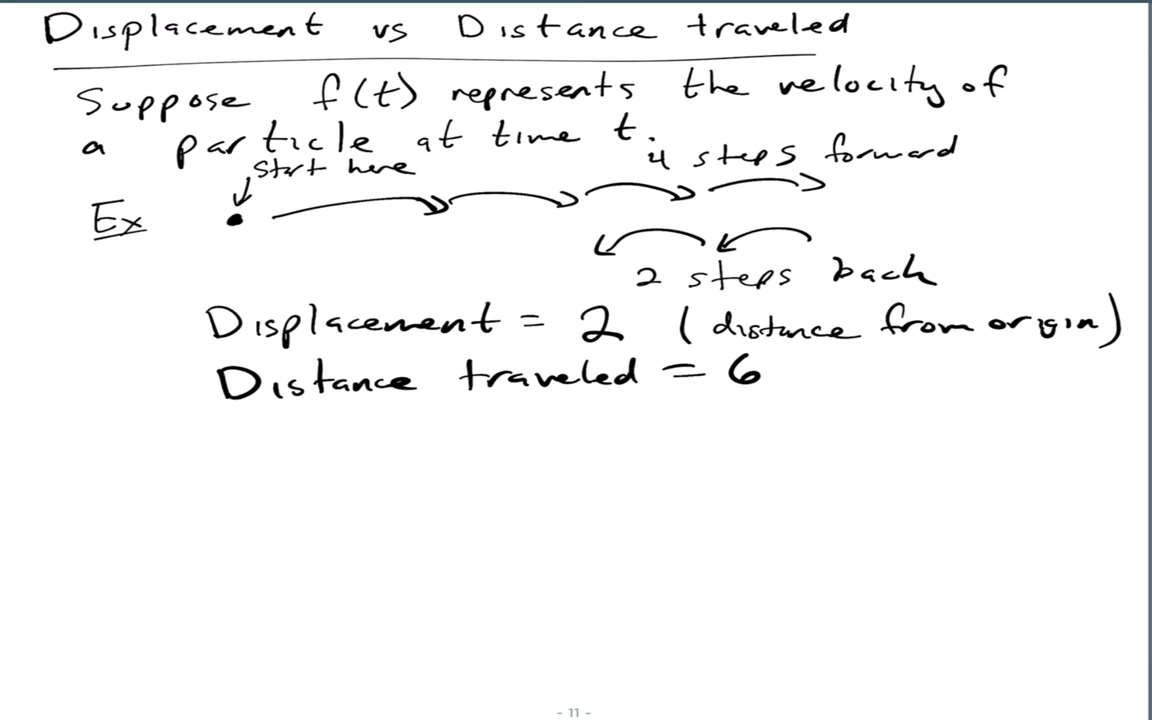 Displacement vs Distance traveled
Suppose f(t) represents the velocity of
a particle at time t.
4 steps forward
Start here
Ex
2 steps back
Displacement = 2 (distance from origin)
Distance traveled = 6
- 11 -